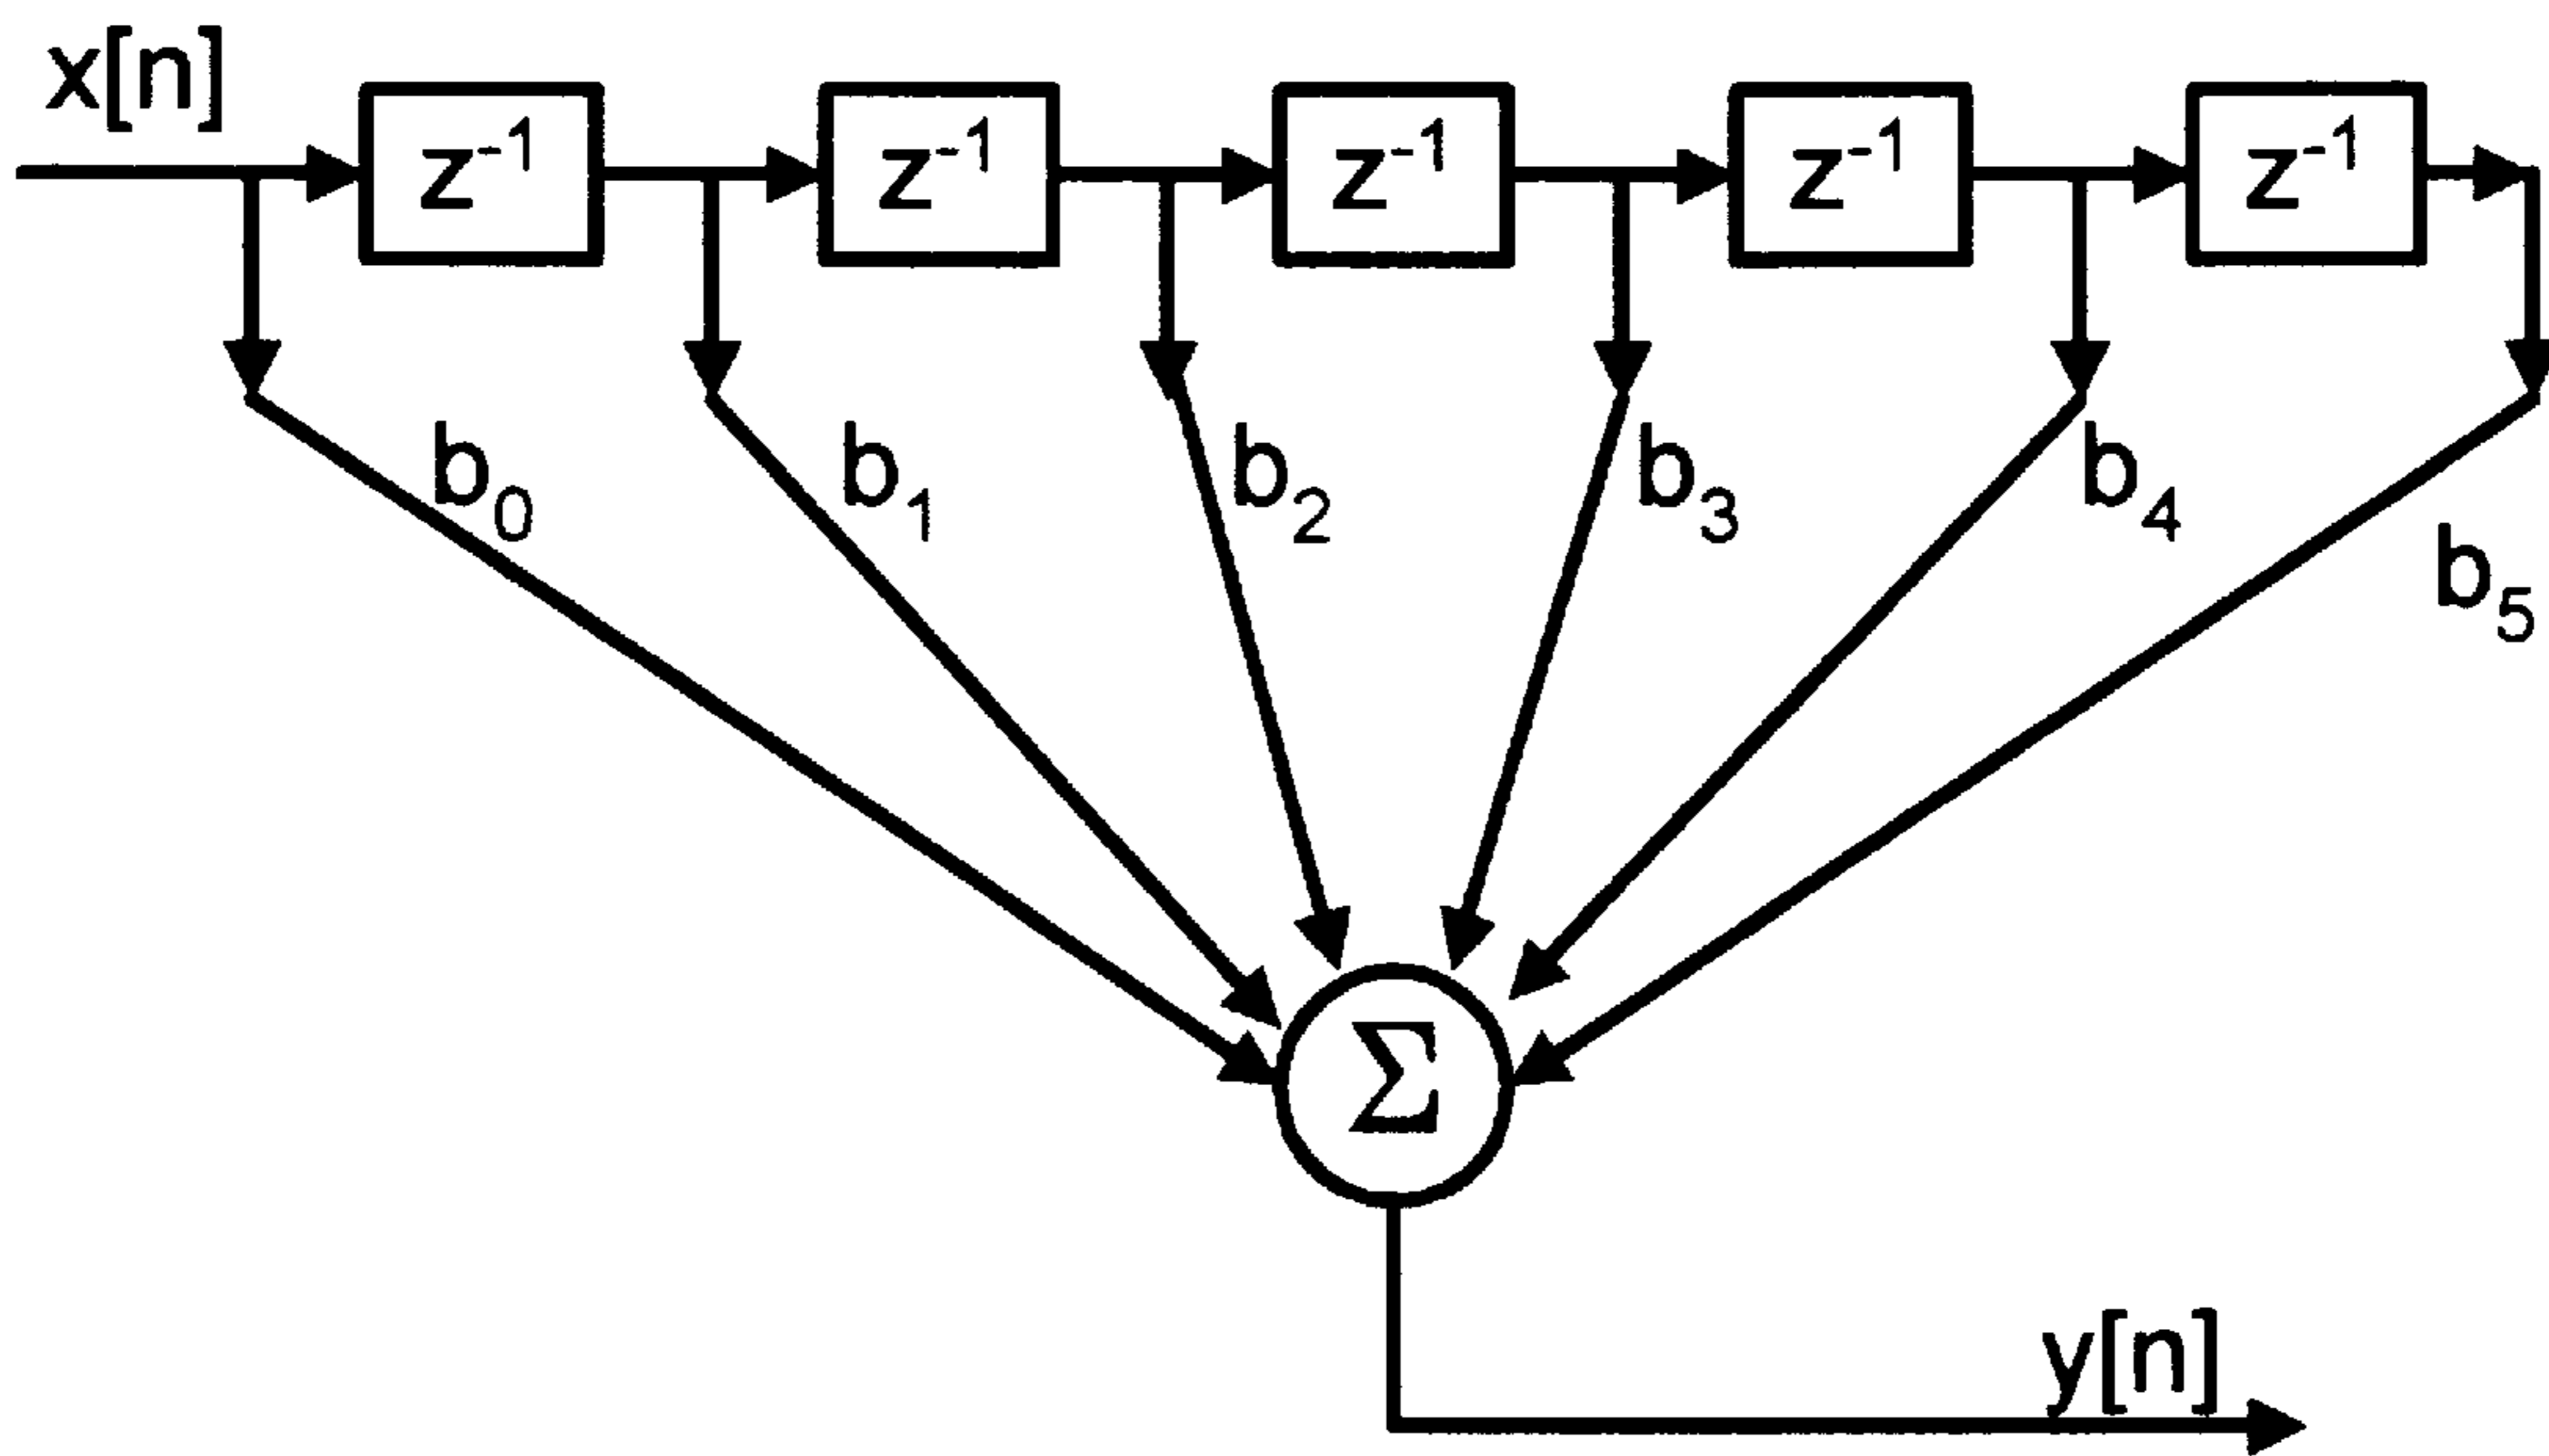 x[n]
z⁻¹ z⁻¹ z⁻¹ z⁻¹ z⁻¹
b₀ b₁ b₂ b₃ b₄
b₅
Σ
y[n]